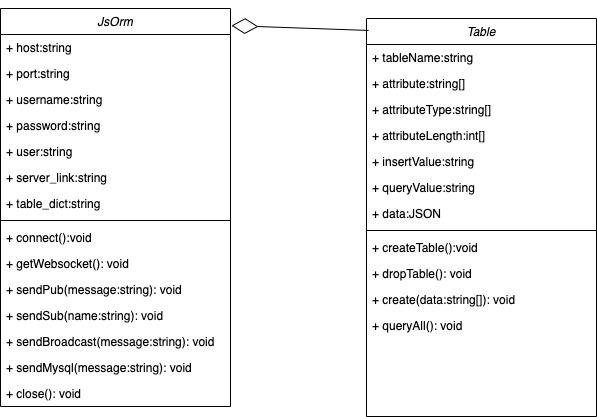 JsOrm
+ host:string
+ port:string
+ username:string
+ password:string
+ user:string
+ server_link:string
+ table_dict:string
+ connect():void
+ getWebsocket(): void
+ sendPub(message:string): void
+ sendSub(name:string): void
+ sendBroadcast(message:string): void
+ sendMysql(message:string): void
+ close(): void
Table
+ tableName:string
+ attribute:string[]
+ attributeType:string[]
+ attributeLength:int[]
+ insertValue:string
+ queryValue:string
+ data:JSON
+ createTable():void
+ dropTable(): void
+ create(data:string[]): void
+ queryAll(): void